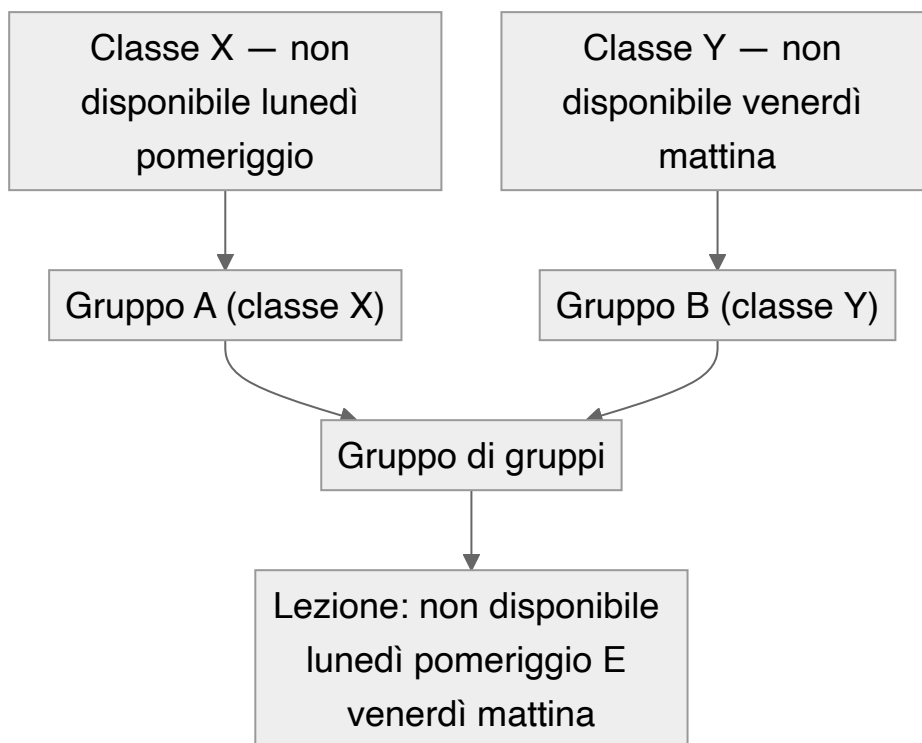 Classe X — non
disponibile lunedì
pomeriggio
Classe Y — non
disponibile venerdì
mattina
Gruppo A (classe X)
Gruppo B (classe Y)
Gruppo di gruppi
Lezione: non disponibile
lunedì pomeriggio E
venerdì mattina